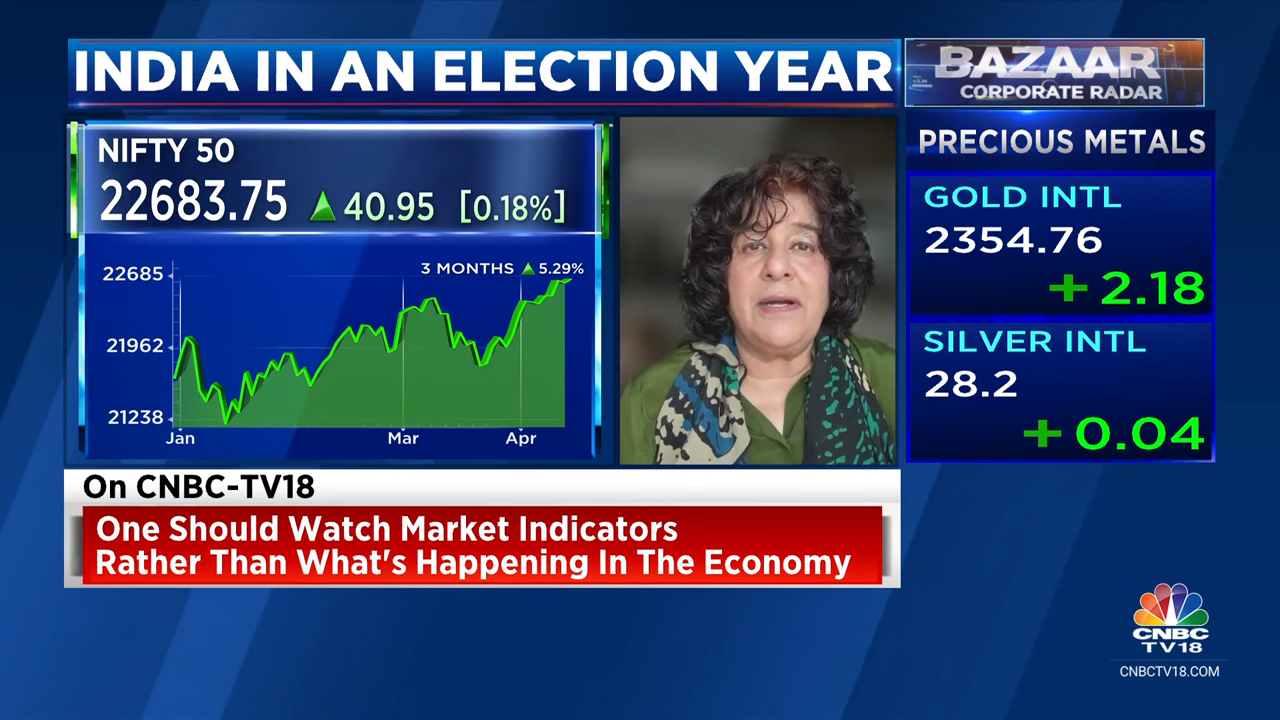 INDIA IN AN ELECTION YEAR
BAZAAR
CORPORATE RADAR
NIFTY 50
22683.75 ▲ 40.95 [0.18%]
3 MONTHS ▲ 5.29%
22685
21962
21238
Jan Mar Apr
PRECIOUS METALS
GOLD INTL
2354.76
+ 2.18
SILVER INTL
28.2
+ 0.04
On CNBC-TV18
One Should Watch Market Indicators
Rather Than What's Happening In The Economy
CNBC
TV18
CNBCTV18.COM